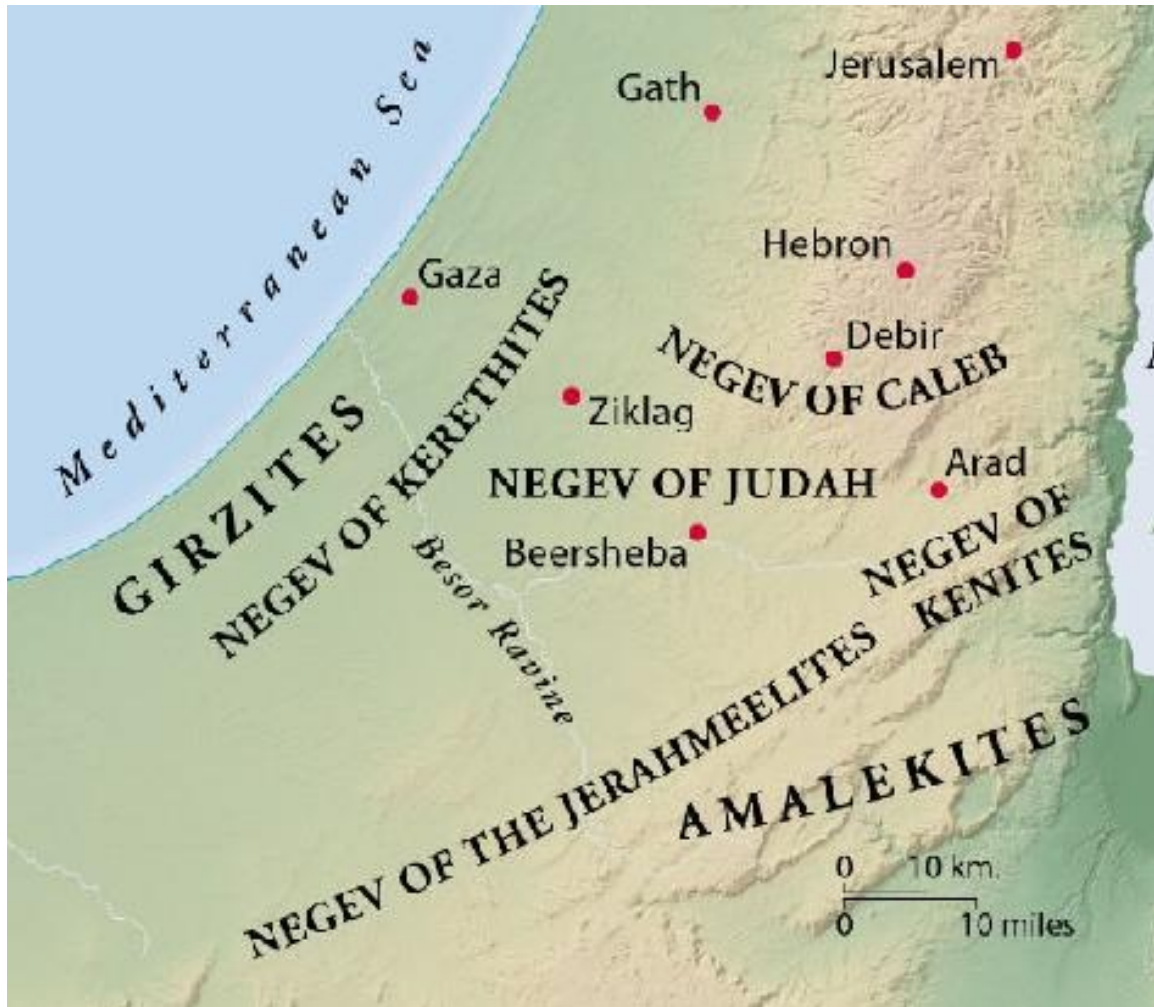 Mediterranean Sea
Jerusalem
Gath
Hebron
Gaza
Debir
NEGEV OF CALEB
Ziklag
GIRZITES
NEGEV OF KERETHITES
NEGEV OF JUDAH
Arad
Beersheba
NEGEV OF
KENITES
Besor Ravine
NEGEV OF THE JERAHMEELITES
AMALEKITES
0 10 km.
0 10 miles